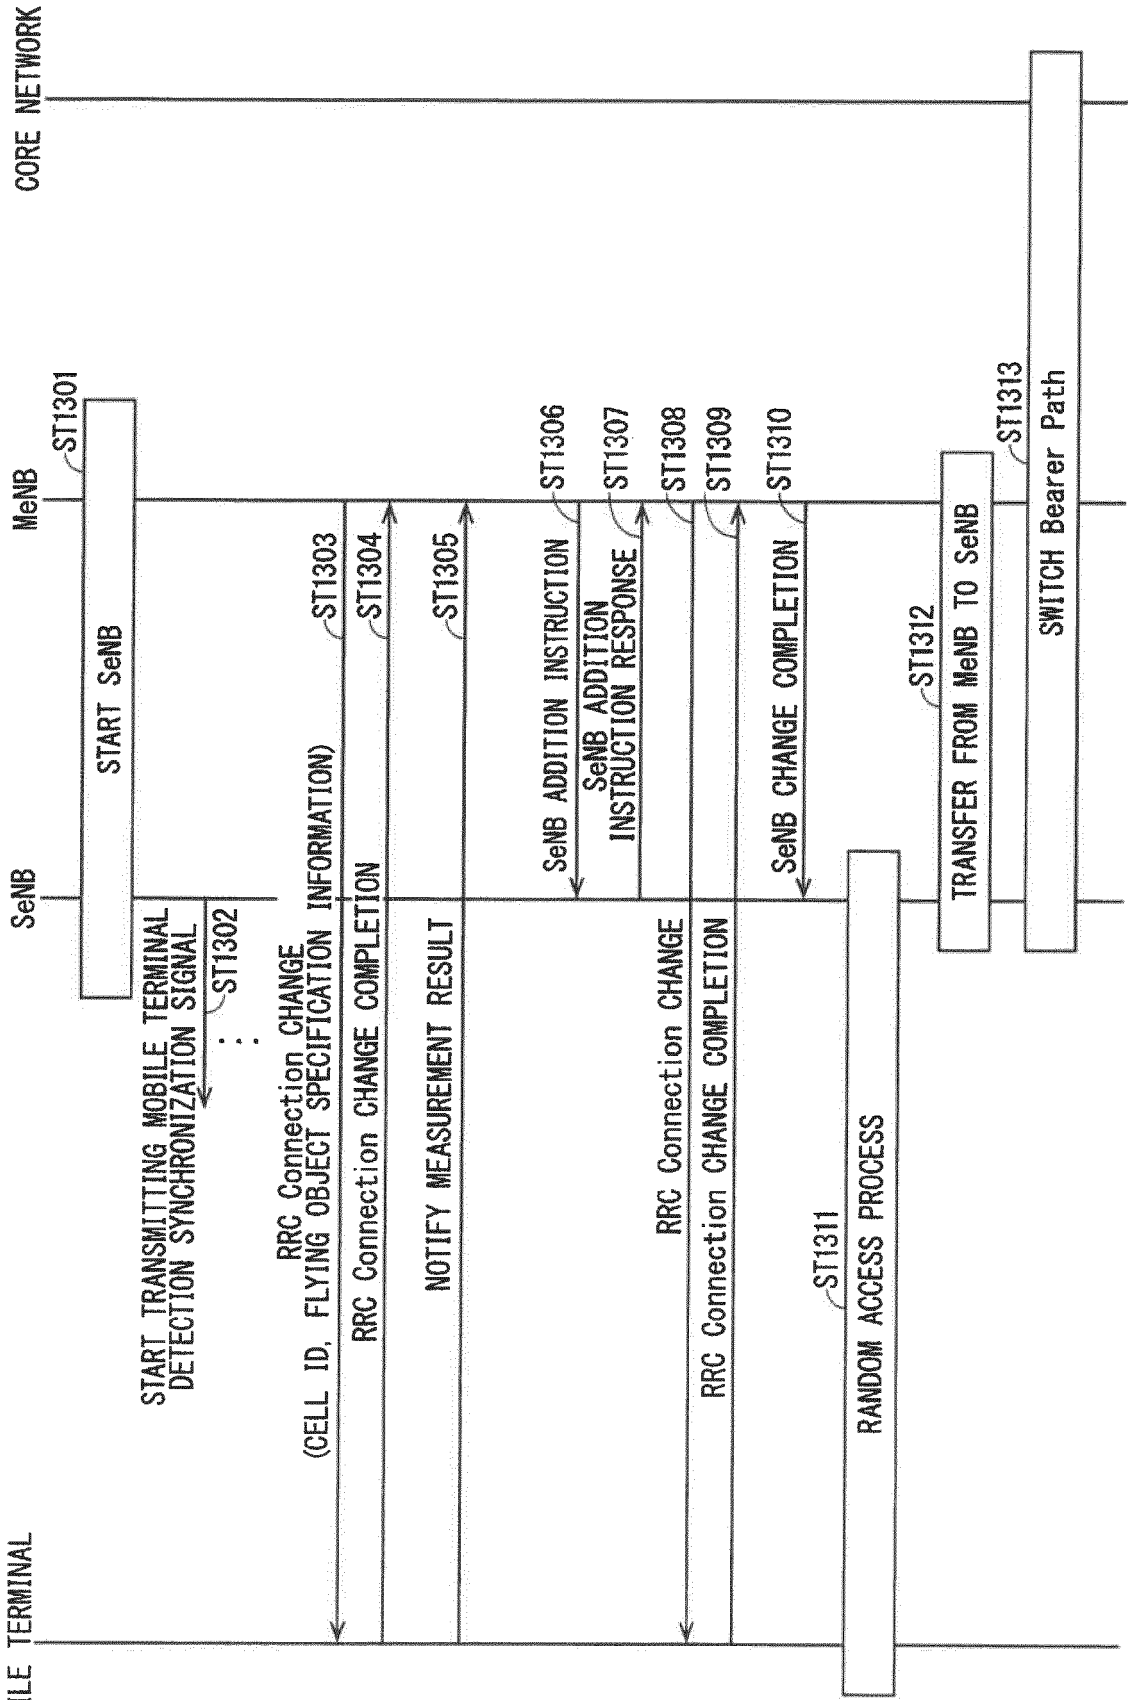 ILE TERMINAL
SeNB
MeNB
CORE NETWORK
START SeNB
ST1301
START TRANSMITTING MOBILE TERMINAL
DETECTION SYNCHRONIZATION SIGNAL
ST1302
RRC Connection CHANGE
(CELL ID, FLYING OBJECT SPECIFICATION INFORMATION)
ST1303
RRC Connection CHANGE COMPLETION
ST1304
NOTIFY MEASUREMENT RESULT
ST1305
SeNB ADDITION INSTRUCTION
ST1306
SeNB ADDITION
INSTRUCTION RESPONSE
ST1307
RRC Connection CHANGE
ST1308
RRC Connection CHANGE COMPLETION
ST1309
SeNB CHANGE COMPLETION
ST1310
ST1311
RANDOM ACCESS PROCESS
ST1312
TRANSFER FROM MeNB TO SeNB
ST1313
SWITCH Bearer Path